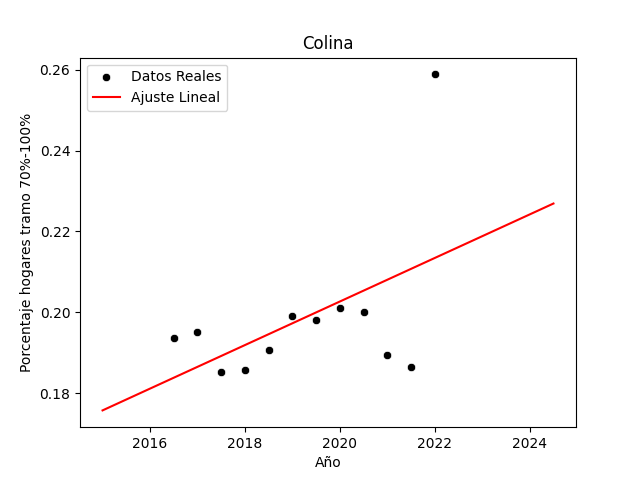 Colina
Datos Reales
Ajuste Lineal
Porcentaje hogares tramo 70%-100%
0.26
0.24
0.22
0.20
0.18
2016
2018
2020
2022
2024
Año